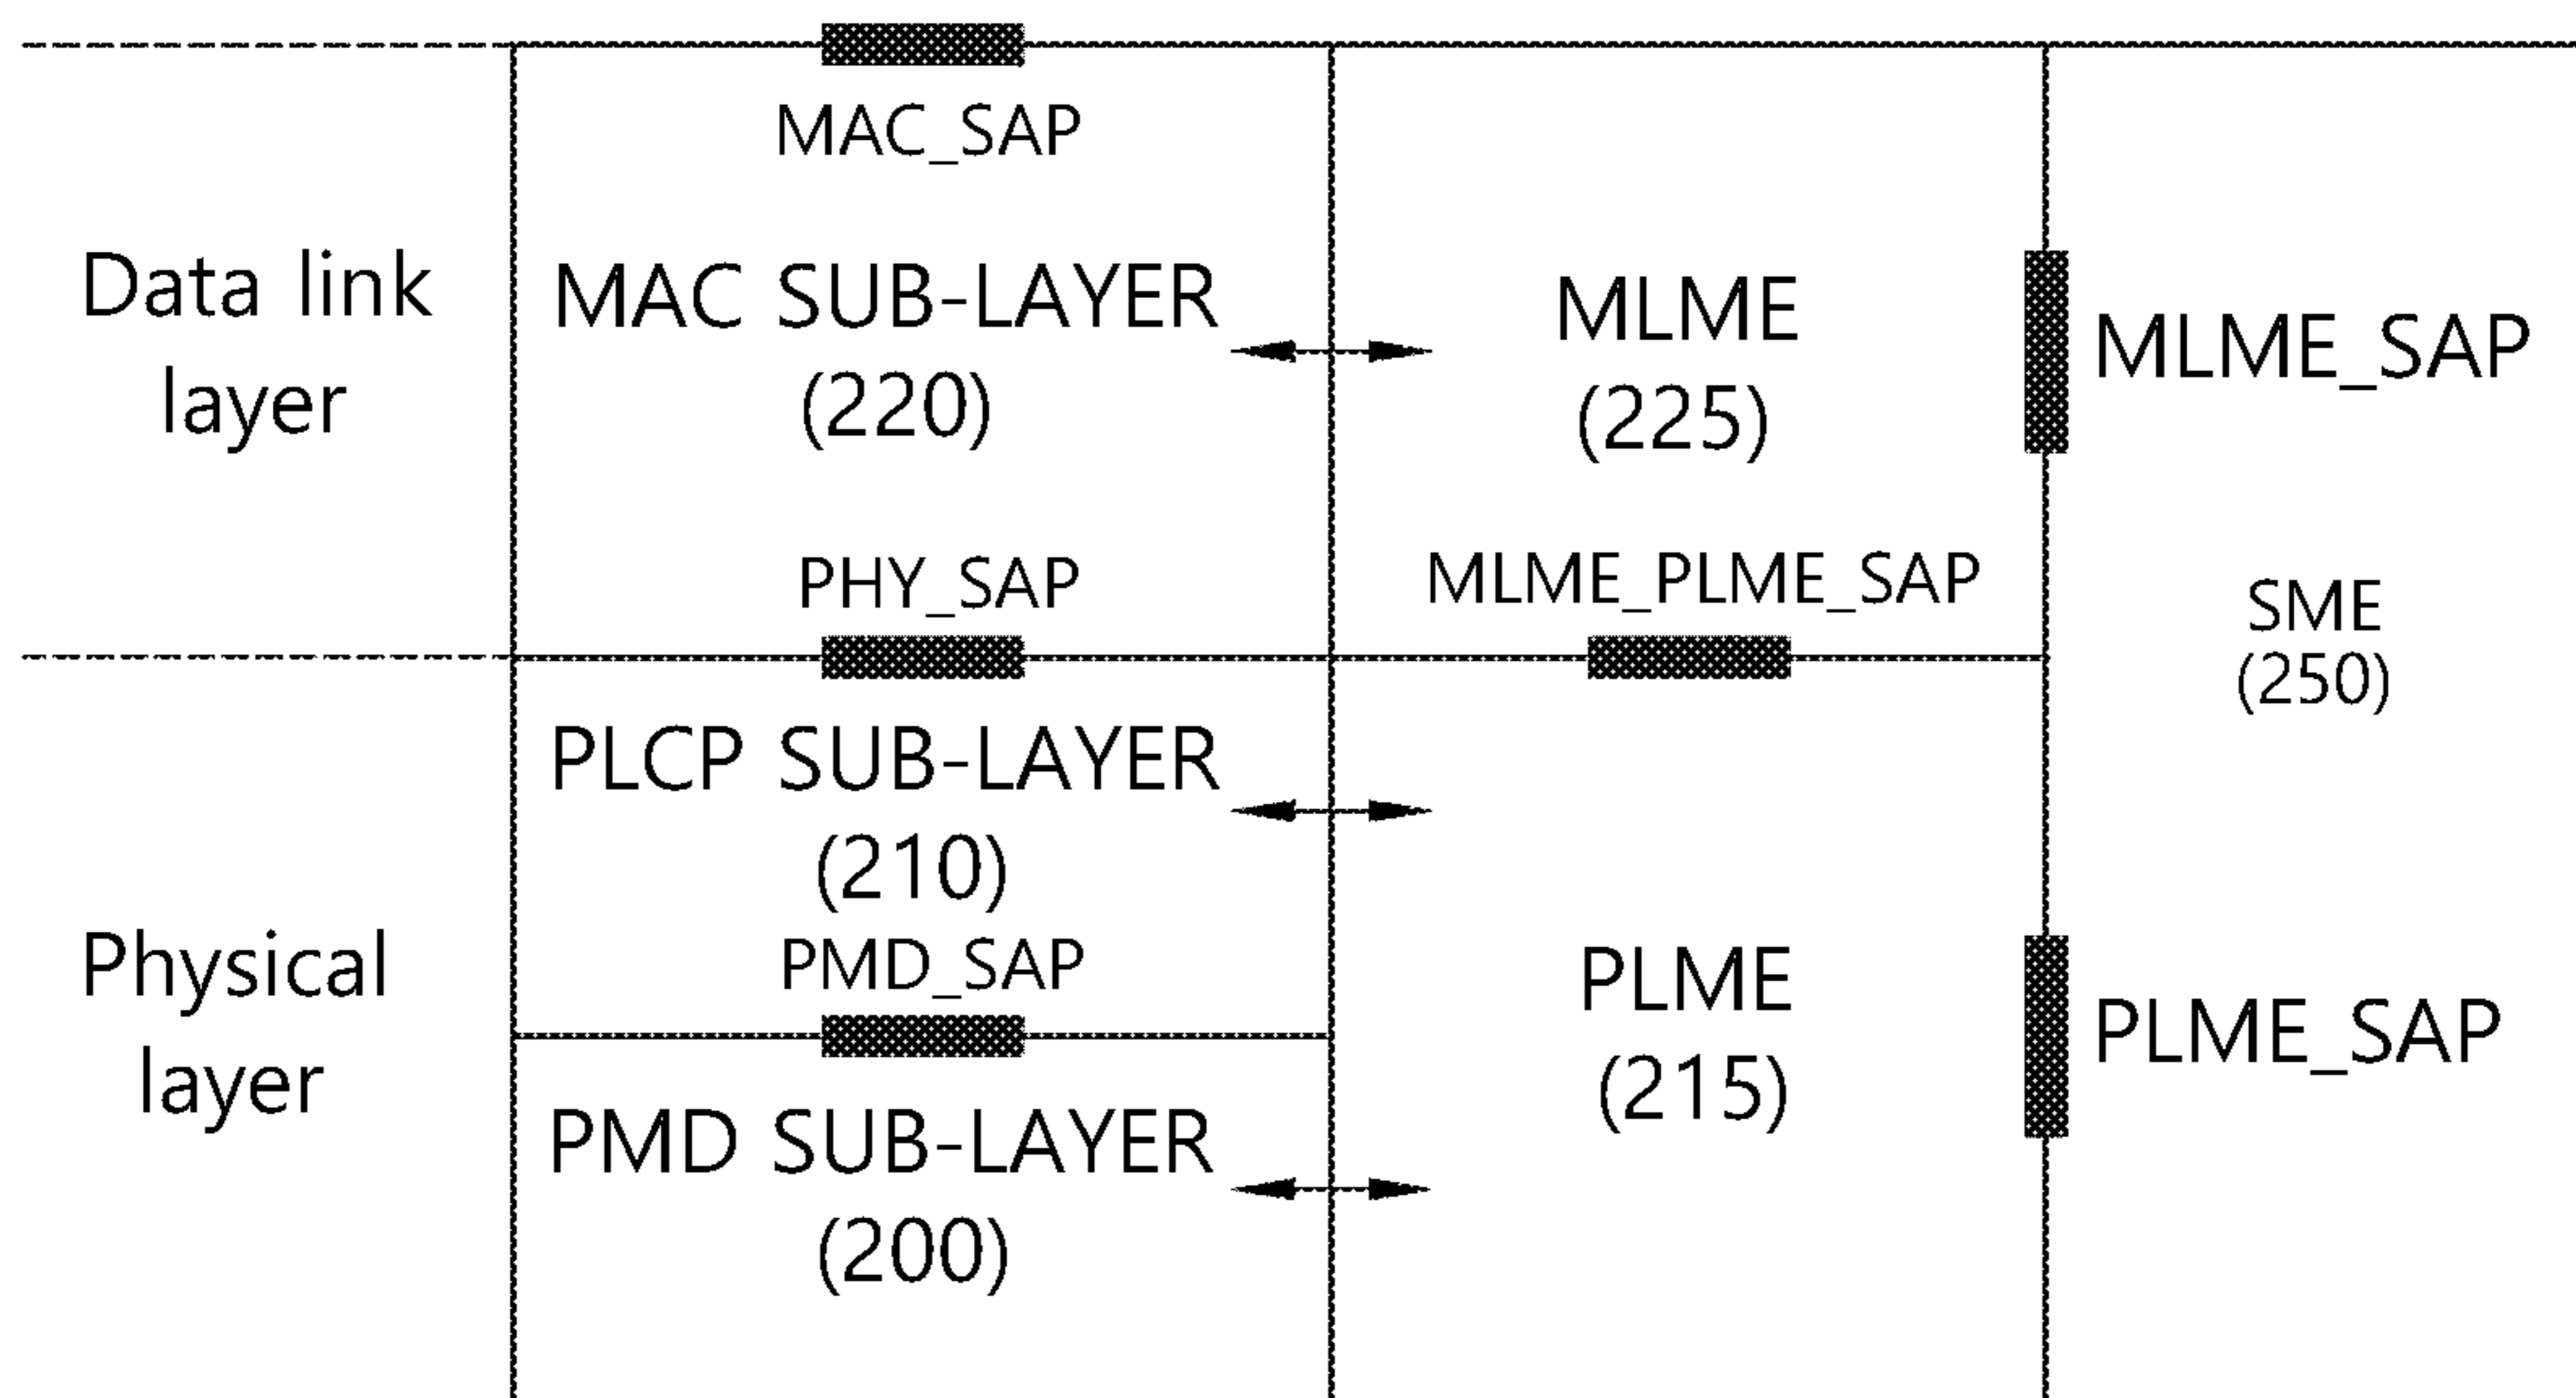 MAC_SAP
Data link
layer
MAC SUB-LAYER
(220)
MLME
(225)
MLME_SAP
PHY_SAP
MLME_PLME_SAP
SME
(250)
Physical
layer
PLCP SUB-LAYER
(210)
PMD_SAP
PMD SUB-LAYER
(200)
PLME
(215)
PLME_SAP